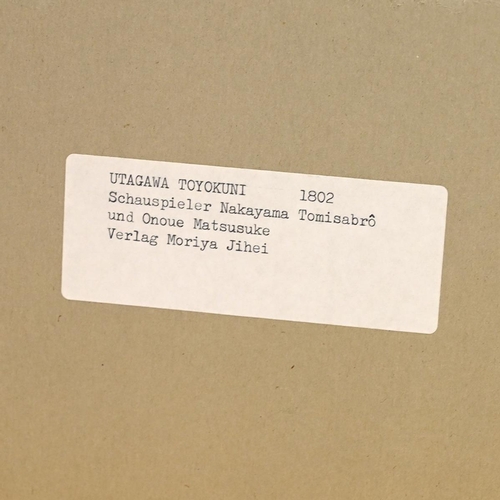 UTAGAWA TOYOKUNI 1802
Schauspieler Nakayama Tomisabrô
und Onoue Matsusuke
Verlag Moriya Jihei